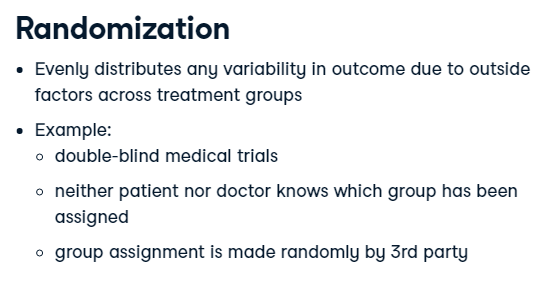 Randomization
• Evenly distributes any variability in outcome due to outside
factors across treatment groups
• Example:
○ double-blind medical trials
○ neither patient nor doctor knows which group has been
assigned
○ group assignment is made randomly by 3rd party